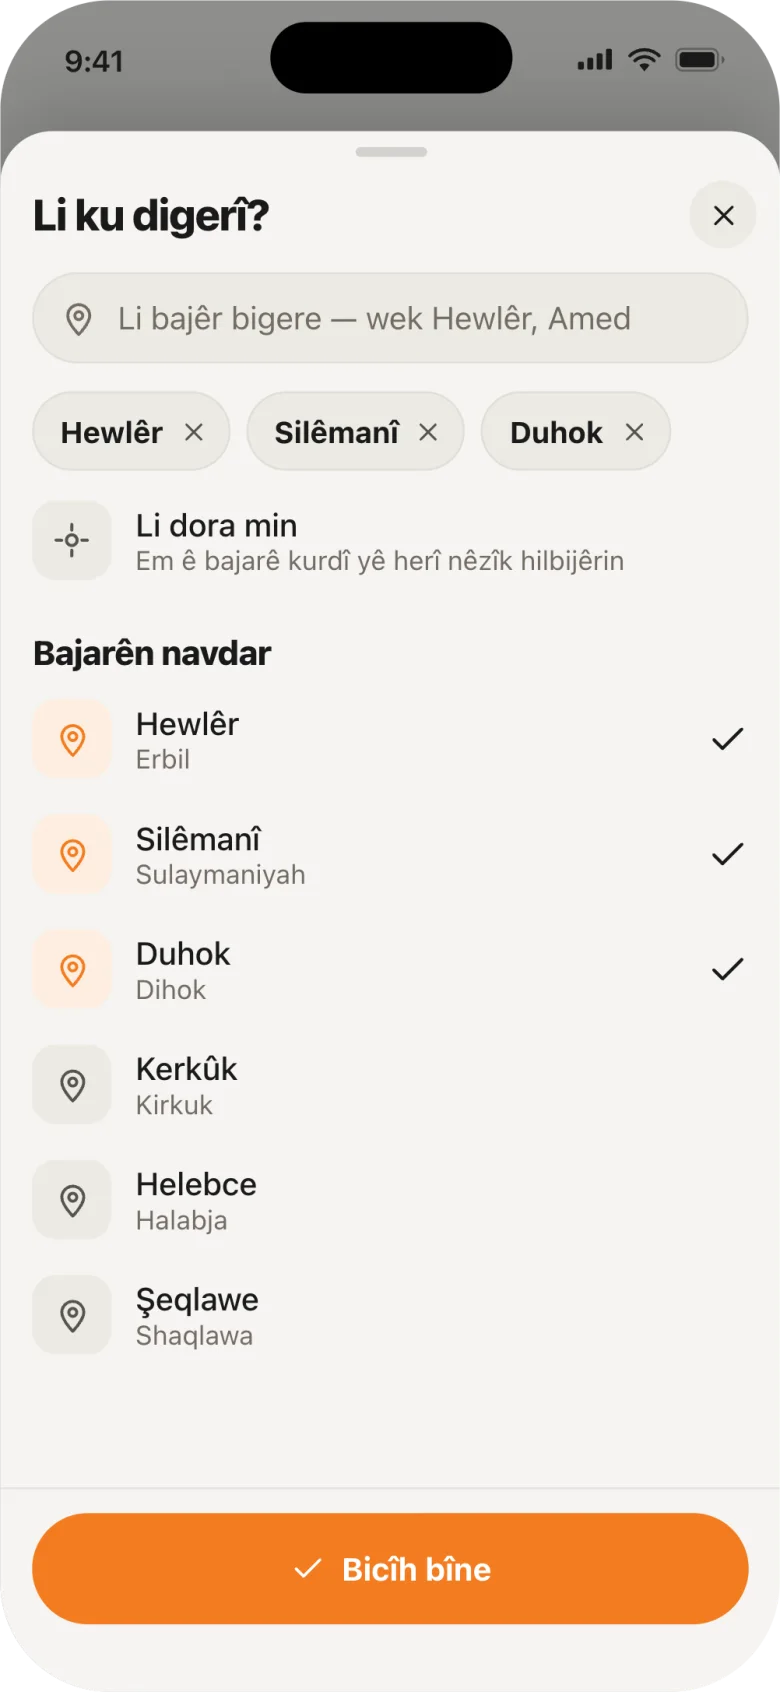 9:41
Li ku digerî?
Li bajêr bigere — wek Hewlêr, Amed
Hewlêr
Silêmanî
Duhok
Li dora min
Em ê bajarê kurdî yê herî nêzîk hilbijêrin
Bajarên navdar
Hewlêr
Erbil
Silêmanî
Sulaymaniyah
Duhok
Dihok
Kerkûk
Kirkuk
Helebce
Halabja
Şeqlawe
Shaqlawa
Bicîh bîne